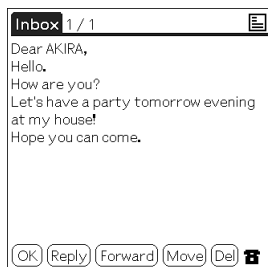 Inbox 1 / 1
Dear AKIRA,
Hello.
How are you?
Let's have a party tomorrow evening
at my house!
Hope you can come.
OK Reply Forward Move Del